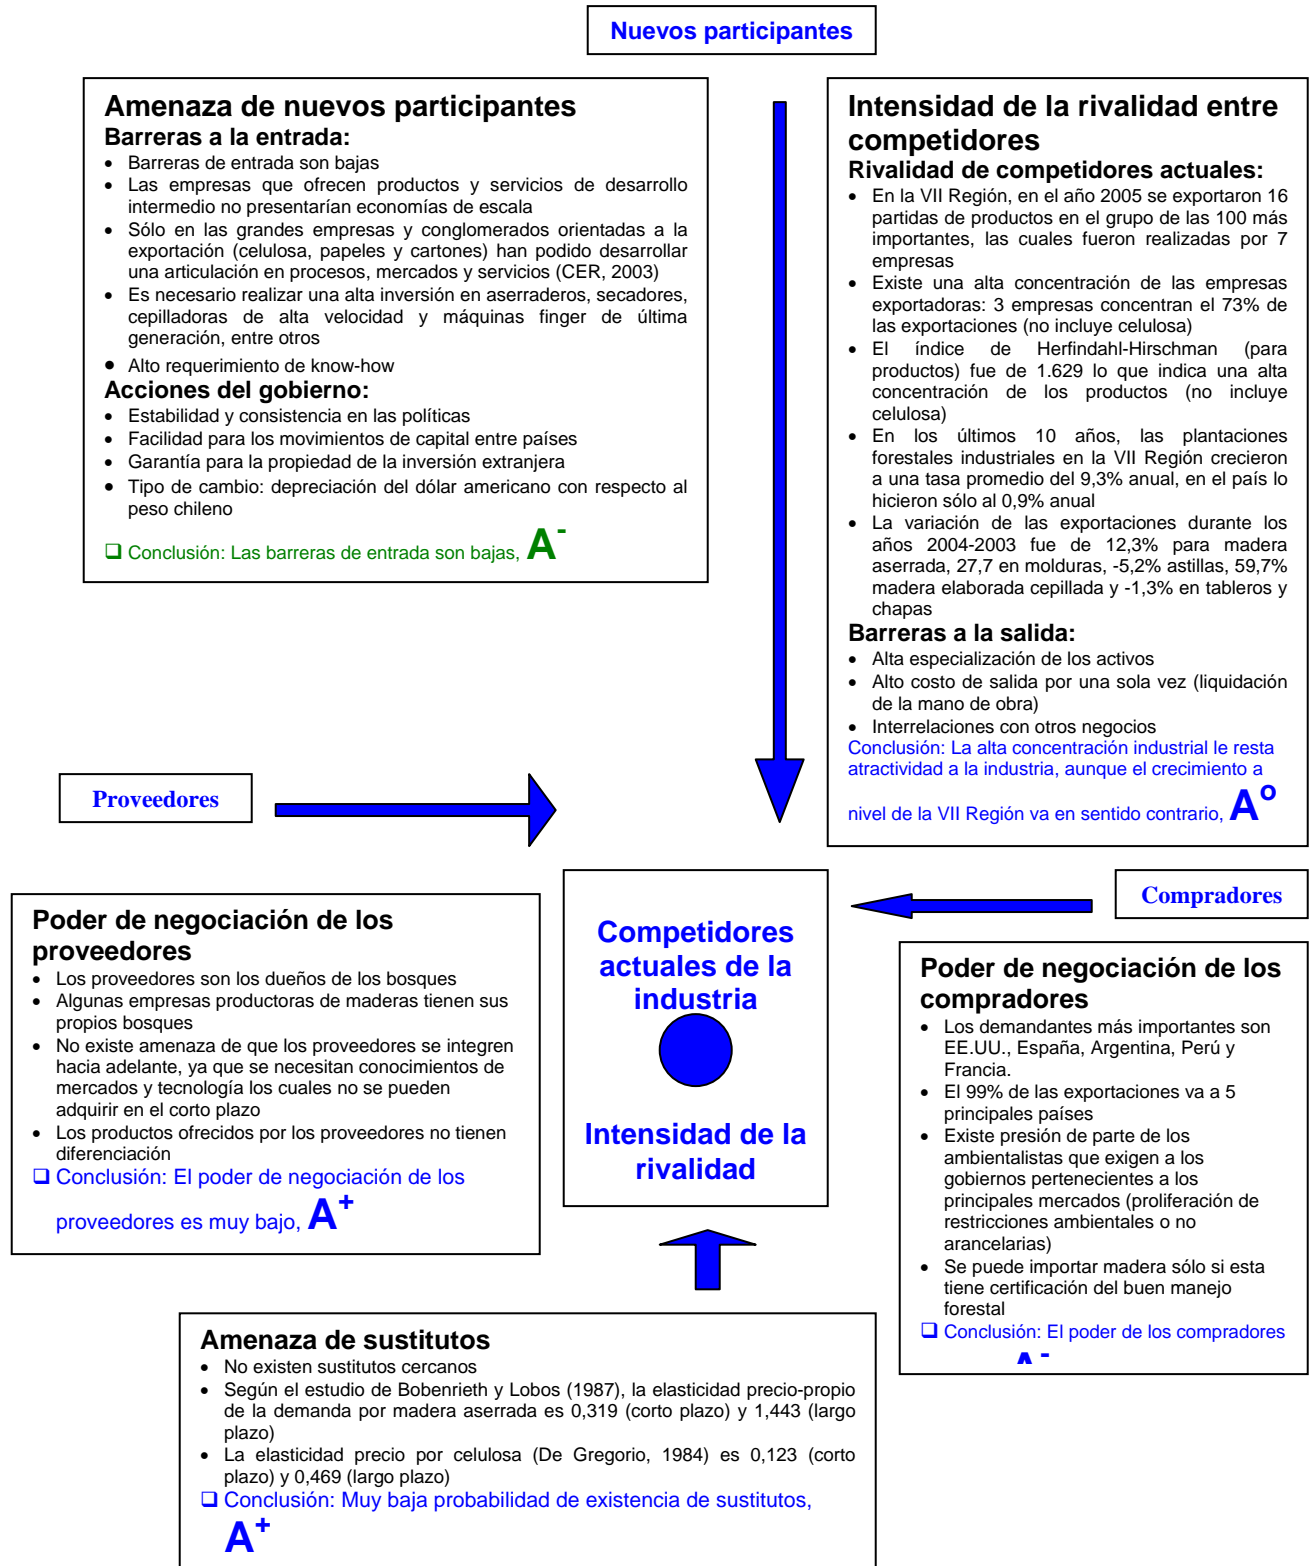 Nuevos participantes
Amenaza de nuevos participantes
Barreras a la entrada:
• Barreras de entrada son bajas
• Las empresas que ofrecen productos y servicios de desarrollo
intermedio no presentarían economías de escala
• Sólo en las grandes empresas y conglomerados orientadas a la
exportación (celulosa, papeles y cartones) han podido desarrollar
una articulación en procesos, mercados y servicios (CER, 2003)
• Es necesario realizar una alta inversión en aserraderos, secadores,
cepilladoras de alta velocidad y máquinas finger de última
generación, entre otros
• Alto requerimiento de know-how
Acciones del gobierno:
• Estabilidad y consistencia en las políticas
• Facilidad para los movimientos de capital entre países
• Garantía para la propiedad de la inversión extranjera
• Tipo de cambio: depreciación del dólar americano con respecto al
peso chileno
❑ Conclusión: Las barreras de entrada son bajas, A-
Intensidad de la rivalidad entre
competidores
Rivalidad de competidores actuales:
• En la VII Región, en el año 2005 se exportaron 16
partidas de productos en el grupo de las 100 más
importantes, las cuales fueron realizadas por 7
empresas
• Existe una alta concentración de las empresas
exportadoras: 3 empresas concentran el 73% de
las exportaciones (no incluye celulosa)
• El índice de Herfindahl-Hirschman (para
productos) fue de 1.629 lo que indica una alta
concentración de los productos (no incluye
celulosa)
• En los últimos 10 años, las plantaciones
forestales industriales en la VII Región crecieron
a una tasa promedio del 9,3% anual, en el país lo
hicieron sólo al 0,9% anual
• La variación de las exportaciones durante los
años 2004-2003 fue de 12,3% para madera
aserrada, 27,7 en molduras, -5,2% astillas, 59,7%
madera elaborada cepillada y -1,3% en tableros y
chapas
Barreras a la salida:
• Alta especialización de los activos
• Alto costo de salida por una sola vez (liquidación
de la mano de obra)
• Interrelaciones con otros negocios
Conclusión: La alta concentración industrial le resta
atractividad a la industria, aunque el crecimiento a
nivel de la VII Región va en sentido contrario, Ao
Proveedores
Compradores
Poder de negociación de los
proveedores
• Los proveedores son los dueños de los bosques
• Algunas empresas productoras de maderas tienen sus
propios bosques
• No existe amenaza de que los proveedores se integren
hacia adelante, ya que se necesitan conocimientos de
mercados y tecnología los cuales no se pueden
adquirir en el corto plazo
• Los productos ofrecidos por los proveedores no tienen
diferenciación
❑ Conclusión: El poder de negociación de los
proveedores es muy bajo, A+
Competidores
actuales de la
industria
Intensidad de la
rivalidad
Poder de negociación de los
compradores
• Los demandantes más importantes son
EE.UU., España, Argentina, Perú y
Francia.
• El 99% de las exportaciones va a 5
principales países
• Existe presión de parte de los
ambientalistas que exigen a los
gobiernos pertenecientes a los
principales mercados (proliferación de
restricciones ambientales o no
arancelarias)
• Se puede importar madera sólo si esta
tiene certificación del buen manejo
forestal
❑ Conclusión: El poder de los compradores
A-
Amenaza de sustitutos
• No existen sustitutos cercanos
• Según el estudio de Bobenrieth y Lobos (1987), la elasticidad precio-propio
de la demanda por madera aserrada es 0,319 (corto plazo) y 1,443 (largo
plazo)
• La elasticidad precio por celulosa (De Gregorio, 1984) es 0,123 (corto
plazo) y 0,469 (largo plazo)
❑ Conclusión: Muy baja probabilidad de existencia de sustitutos,
A+